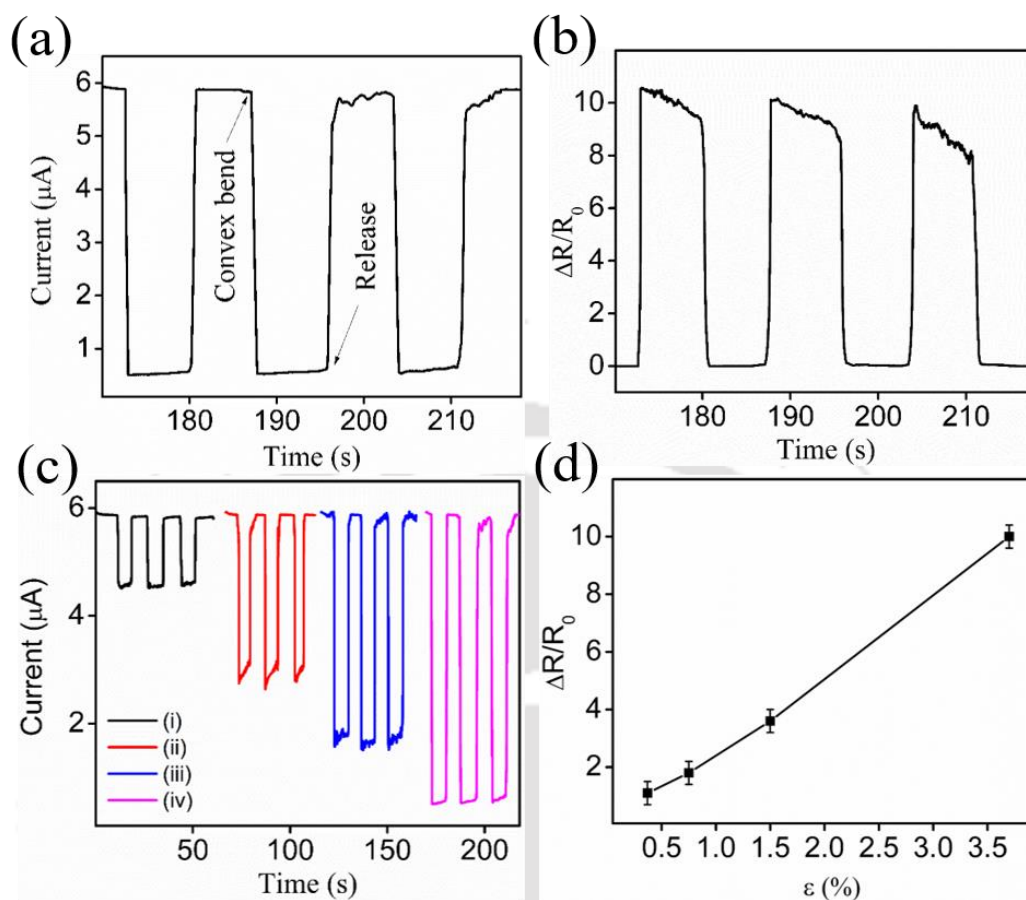 (a)
6
5
4
3
2
1
Current (μA)
Convex bend
Release
180
190
200
210
Time (s)
(b)
10
8
6
4
2
0
ΔR/R₀
180
190
200
210
Time (s)
(c)
6
4
2
Current (μA)
(i)
(ii)
(iii)
(iv)
50
100
150
200
Time (s)
(d)
10
8
6
4
2
ΔR/R₀
0.5
1.0
1.5
2.0
2.5
3.0
3.5
ε (%)